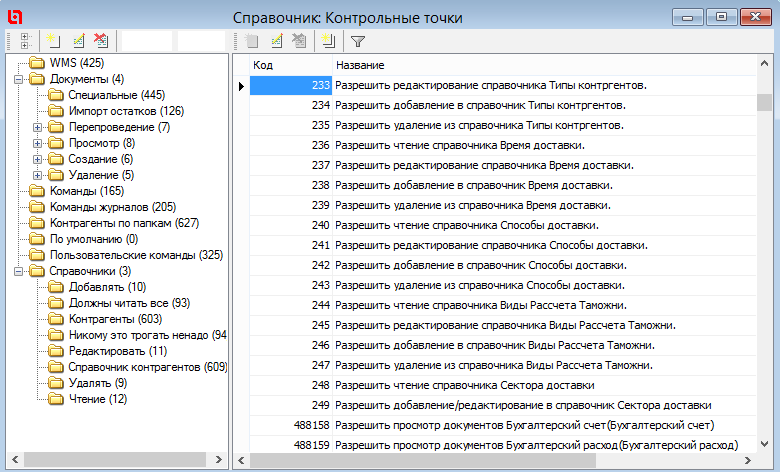 Справочник: Контрольные точки
WMS (425)
Документы (4)
Специальные (445)
Импорт остатков (126)
Перепроведение (7)
Просмотр (8)
Создание (6)
Удаление (5)
Команды (165)
Команды журналов (205)
Контрагенты по папкам (627)
По умолчанию (0)
Пользовательские команды (325)
Справочники (3)
Добавлять (10)
Должны читать все (93)
Контрагенты (603)
Никому это трогать ненадо (94
Редактировать (11)
Справочник контрагентов (609)
Удалять (9)
Чтение (12)
Код Название
233 Разрешить редактирование справочника Типы контргентов.
234 Разрешить добавление в справочник Типы контргентов.
235 Разрешить удаление из справочника Типы контргентов.
236 Разрешить чтение справочника Время доставки.
237 Разрешить редактирование справочника Время доставки.
238 Разрешить добавление в справочник Время доставки.
239 Разрешить удаление из справочника Время доставки.
240 Разрешить чтение справочника Способы доставки.
241 Разрешить редактирование справочника Способы доставки.
242 Разрешить добавление в справочник Способы доставки.
243 Разрешить удаление из справочника Способы доставки.
244 Разрешить чтение справочника Виды Рассчета Таможни.
245 Разрешить редактирование справочника Виды Рассчета Таможни.
246 Разрешить добавление в справочник Виды Рассчета Таможни.
247 Разрешить удаление из справочника Виды Рассчета Таможни.
248 Разрешить чтение справочника Сектора доставки
249 Разрешить добавление/редактирование в справочник Сектора доставки
488158 Разрешить просмотр документов Бухгалтерский счет(Бухгалтерский счет)
488159 Разрешить просмотр документов Бухгалтерский расход(Бухгалтерский расход)